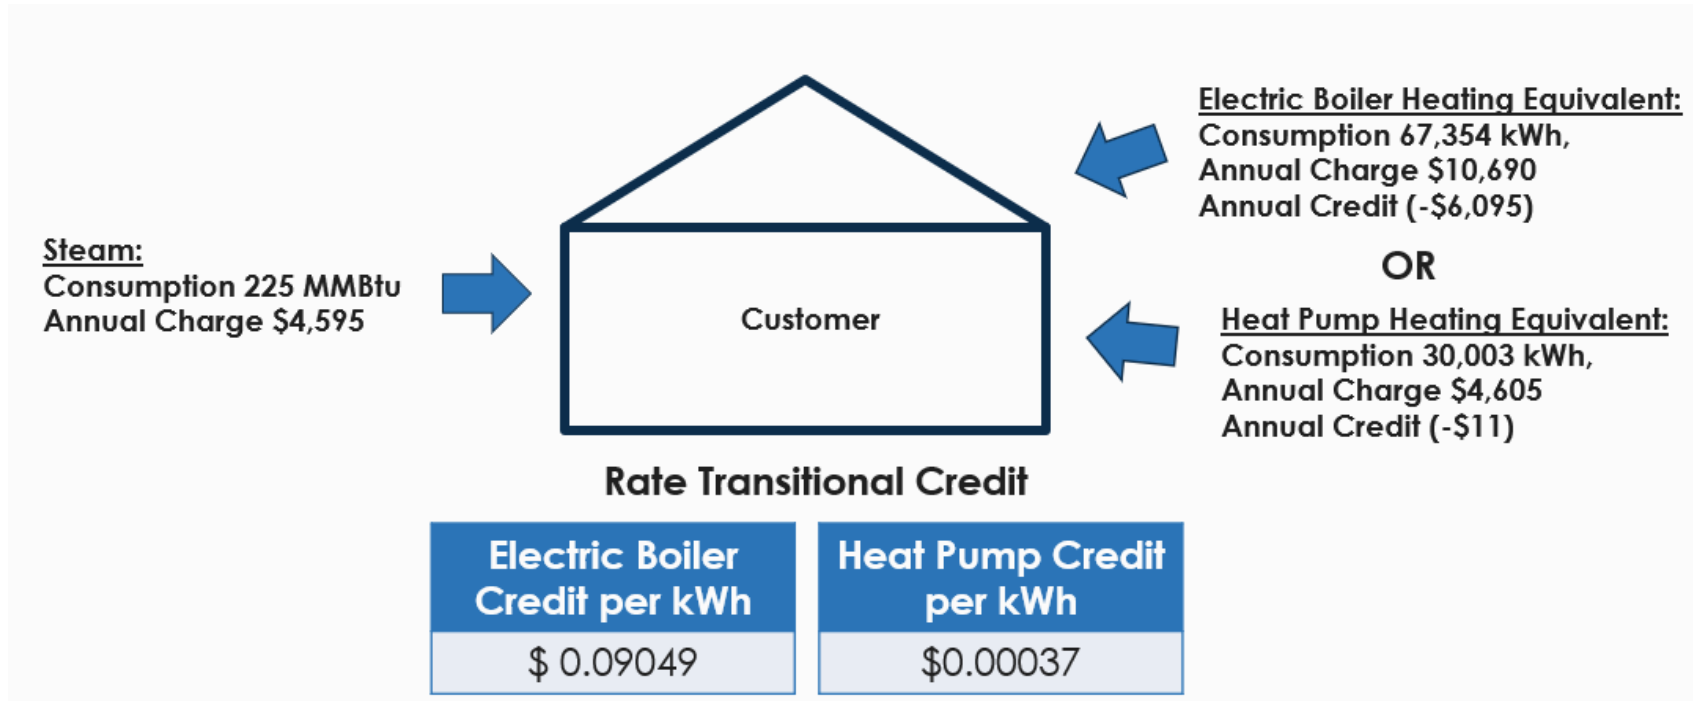 Steam:
Consumption 225 MMBtu
Annual Charge $4,595
Customer
Electric Boiler Heating Equivalent:
Consumption 67,354 kWh,
Annual Charge $10,690
Annual Credit (-$6,095)
OR
Heat Pump Heating Equivalent:
Consumption 30,003 kWh,
Annual Charge $4,605
Annual Credit (-$11)
Rate Transitional Credit
Electric Boiler
Credit per kWh
$ 0.09049
Heat Pump Credit
per kWh
$0.00037